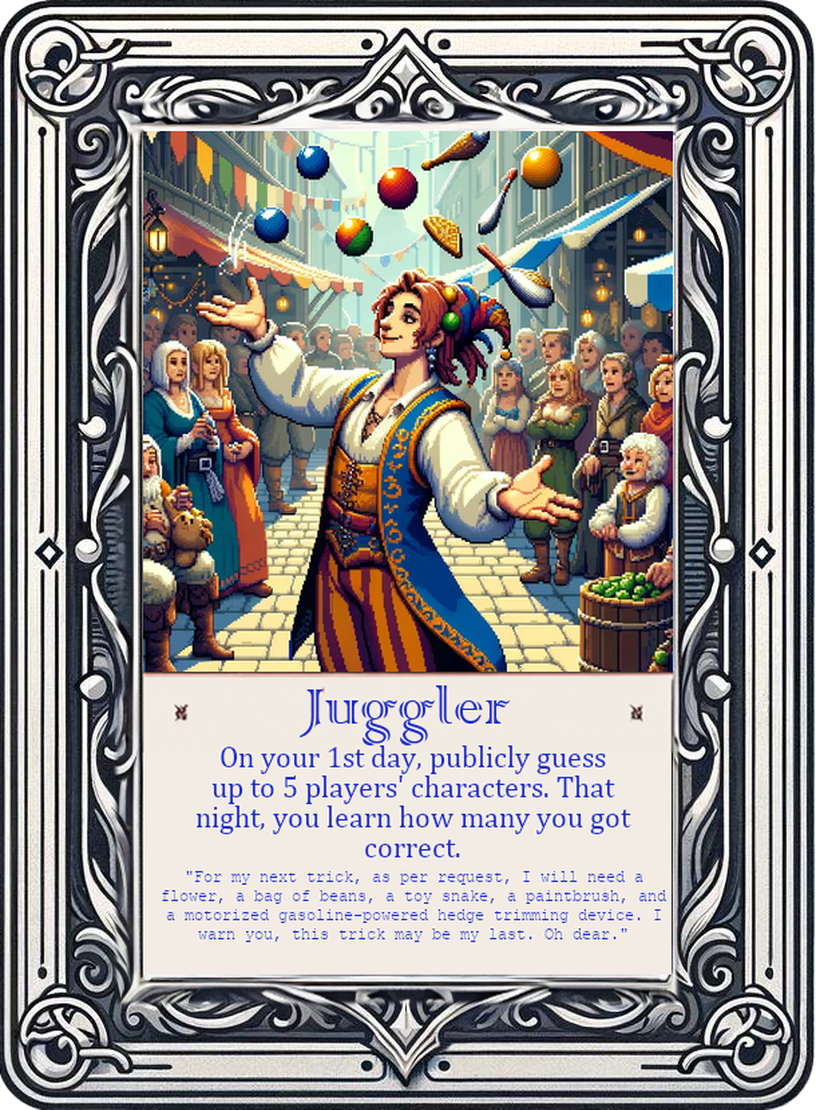 Juggler
On your 1st day, publicly guess
up to 5 players' characters. That
night, you learn how many you got
correct.
"For my next trick, as per request, I will need a
flower, a bag of beans, a toy snake, a paintbrush, and
a motorized gasoline-powered hedge trimming device. I
warn you, this trick may be my last. Oh dear."